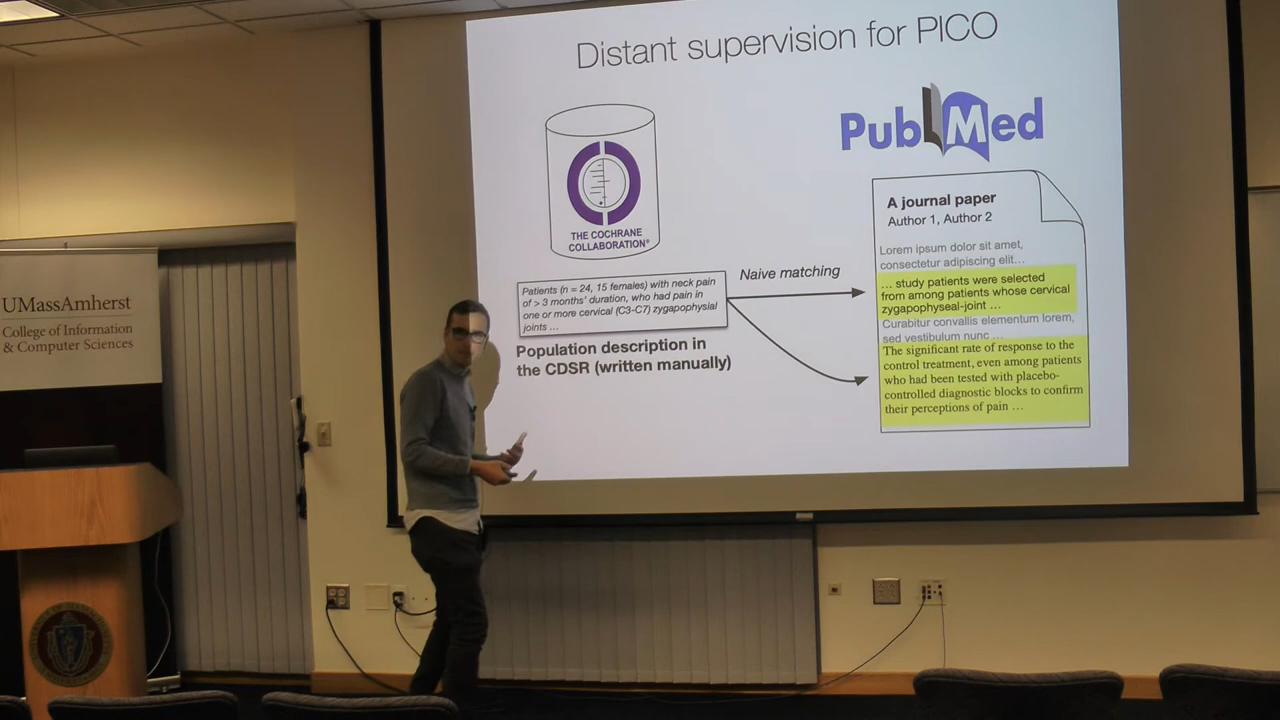 Distant supervision for PICO
PubMed
THE COCHRANE
COLLABORATION®
A journal paper
Author 1, Author 2
Lorem ipsum dolor sit amet,
consectetur adipiscing elit…
… study patients were selected
from among patients whose cervical
zygapophyseal-joint …
Curabitur convallis elementum lorem,
sed vestibulum nunc …
The significant rate of response to the
control treatment, even among patients
who had been tested with placebo-
controlled diagnostic blocks to confirm
their perceptions of pain …
Naive matching
Patients (n = 24, 15 females) with neck pain
of > 3 months' duration, who had pain in
one or more cervical (C3-C7) zygapophysial
joints …
Population description in
the CDSR (written manually)
UMassAmherst
College of Information
& Computer Sciences